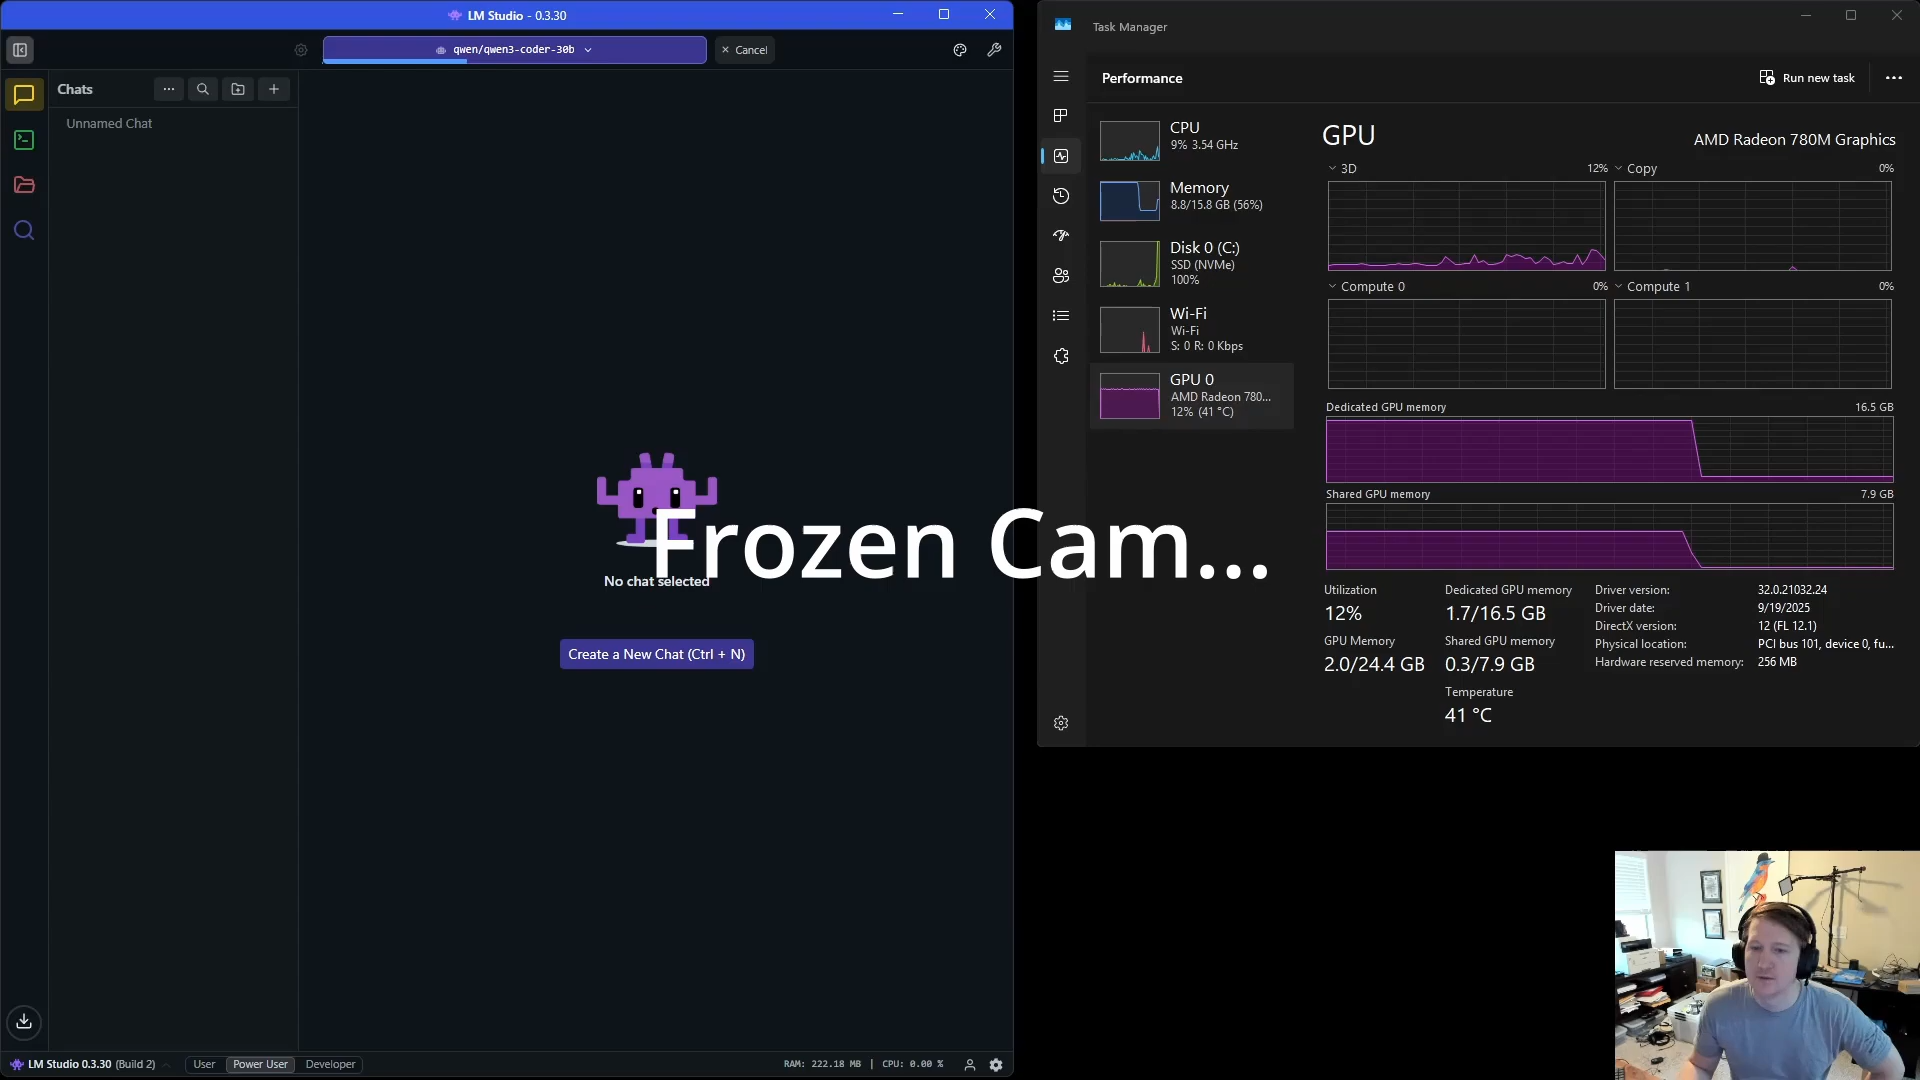 LM Studio - 0.3.30
qwen/qwen3-coder-30b
Cancel
Chats
Unnamed Chat
No chat selected
Create a New Chat (Ctrl + N)
LM Studio 0.3.30 (Build 2)
User
Power User
Developer
RAM: 222.18 MB | CPU: 0.00 %
Frozen Cam...
Task Manager
Performance
Run new task
CPU
9% 3.54 GHz
Memory
8.8/15.8 GB (56%)
Disk 0 (C:)
SSD (NVMe)
100%
Wi-Fi
Wi-Fi
S: 0 R: 0 Kbps
GPU 0
AMD Radeon 780...
12% (41 °C)
GPU
AMD Radeon 780M Graphics
3D 12%
Copy 0%
Compute 0 0%
Compute 1 0%
Dedicated GPU memory 16.5 GB
Shared GPU memory 7.9 GB
Utilization
12%
Dedicated GPU memory
1.7/16.5 GB
GPU Memory
2.0/24.4 GB
Shared GPU memory
0.3/7.9 GB
Temperature
41 °C
Driver version: 32.0.21032.24
Driver date: 9/19/2025
DirectX version: 12 (FL 12.1)
Physical location: PCI bus 101, device 0, fu...
Hardware reserved memory: 256 MB